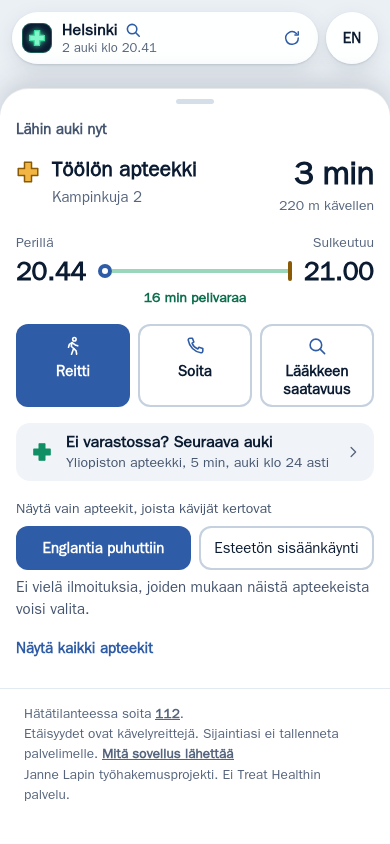 Helsinki
2 auki klo 20.41
EN
Lähin auki nyt
Töölön apteekki
3 min
Kampinkuja 2
220 m kävellen
Perillä
Sulkeutuu
20.44
21.00
16 min pelivaraa
Reitti
Soita
Lääkkeen
saatavuus
Ei varastossa? Seuraava auki
Yliopiston apteekki, 5 min, auki klo 24 asti
Näytä vain apteekit, joista kävijät kertovat
Englantia puhuttiin
Esteetön sisäänkäynti
Ei vielä ilmoituksia, joiden mukaan näistä apteekeista
voisi valita.
Näytä kaikki apteekit
Hätätilanteessa soita 112.
Etäisyydet ovat kävelyreittejä. Sijaintiasi ei tallenneta
palvelimelle. Mitä sovellus lähettää
Janne Lapin työhakemusprojekti. Ei Treat Healthin
palvelu.